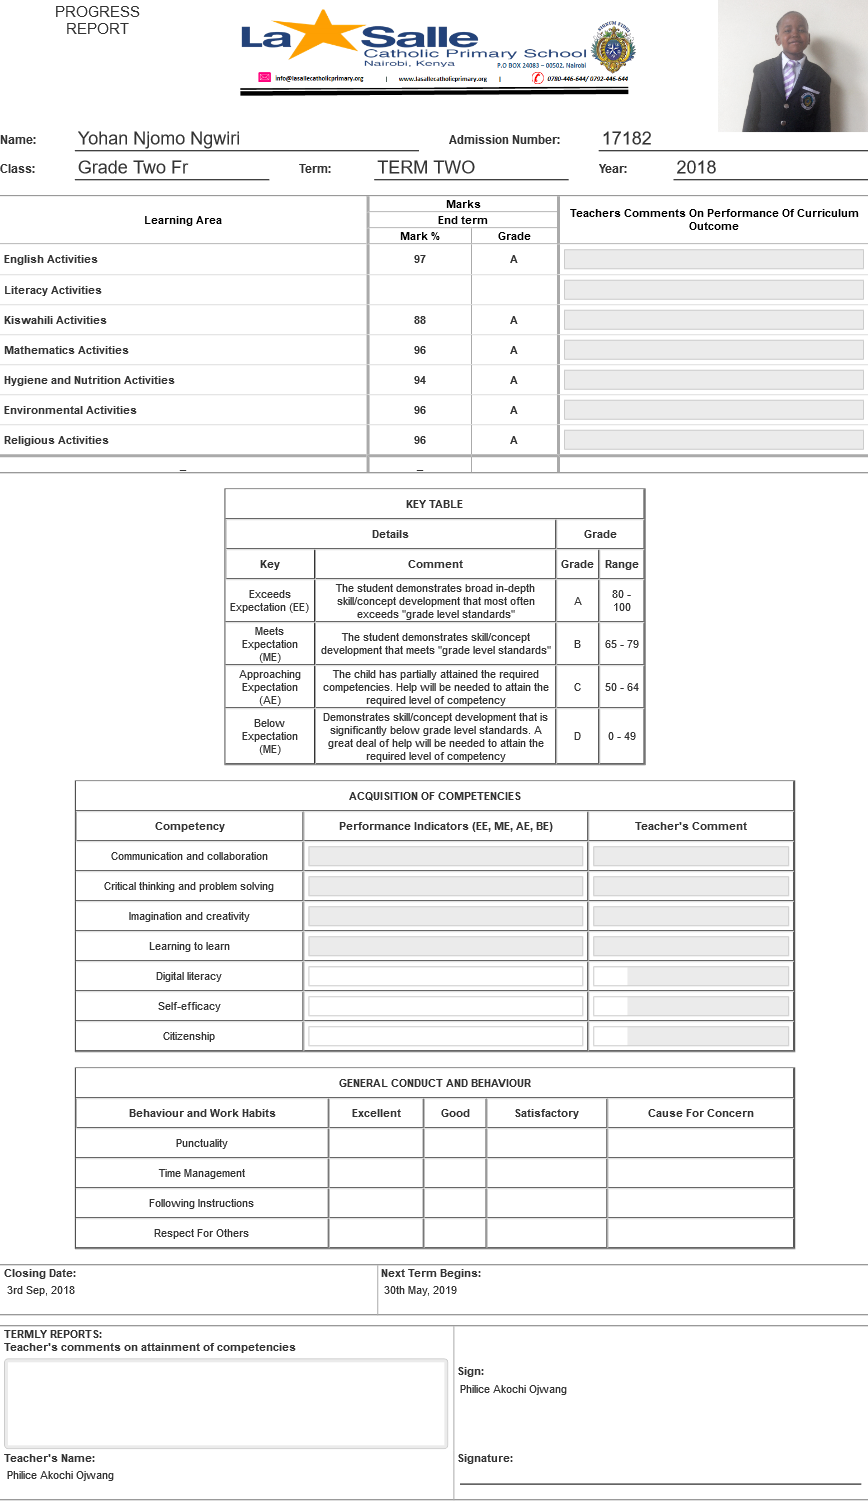 PROGRESS
REPORT
La Salle
Catholic Primary School
Nairobi, Kenya
P.O BOX 24083 – 00502, Nairobi
info@lasallecatholicprimary.org | www.lasallecatholicprimary.org | 0780-446-644/ 0792-446-644
Name: Yohan Njomo Ngwiri Admission Number: 17182
Class: Grade Two Fr Term: TERM TWO Year: 2018
Learning Area Marks Teachers Comments On Performance Of Curriculum Outcome
End term
Mark % Grade
English Activities 97 A
Literacy Activities
Kiswahili Activities 88 A
Mathematics Activities 96 A
Hygiene and Nutrition Activities 94 A
Environmental Activities 96 A
Religious Activities 96 A
_ _
KEY TABLE
Details Grade
Key Comment Grade Range
Exceeds Expectation (EE) The student demonstrates broad in-depth skill/concept development that most often exceeds "grade level standards" A 80 - 100
Meets Expectation (ME) The student demonstrates skill/concept development that meets "grade level standards" B 65 - 79
Approaching Expectation (AE) The child has partially attained the required competencies. Help will be needed to attain the required level of competency C 50 - 64
Below Expectation (ME) Demonstrates skill/concept development that is significantly below grade level standards. A great deal of help will be needed to attain the required level of competency D 0 - 49
ACQUISITION OF COMPETENCIES
Competency Performance Indicators (EE, ME, AE, BE) Teacher's Comment
Communication and collaboration
Critical thinking and problem solving
Imagination and creativity
Learning to learn
Digital literacy
Self-efficacy
Citizenship
GENERAL CONDUCT AND BEHAVIOUR
Behaviour and Work Habits Excellent Good Satisfactory Cause For Concern
Punctuality
Time Management
Following Instructions
Respect For Others
Closing Date: Next Term Begins:
3rd Sep, 2018 30th May, 2019
TERMLY REPORTS:
Teacher's comments on attainment of competencies
Sign:
Philice Akochi Ojwang
Teacher's Name: Signature:
Philice Akochi Ojwang